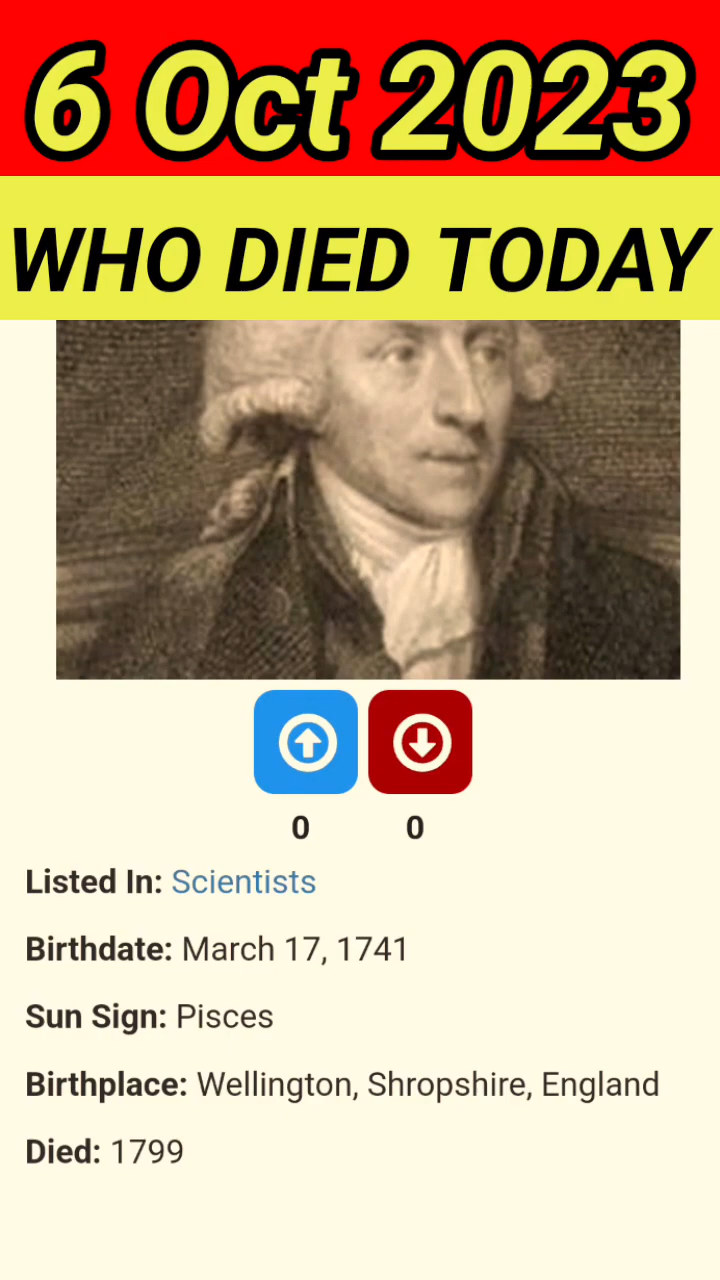 6 Oct 2023
WHO DIED TODAY
0 0
Listed In: Scientists
Birthdate: March 17, 1741
Sun Sign: Pisces
Birthplace: Wellington, Shropshire, England
Died: 1799